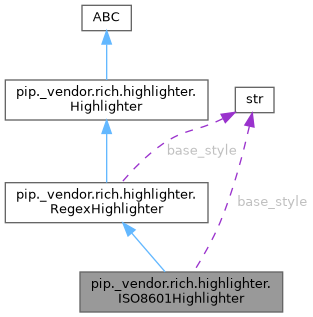 ABC
pip._vendor.rich.highlighter.
Highlighter
str
base_style
pip._vendor.rich.highlighter.
RegexHighlighter
base_style
pip._vendor.rich.highlighter.
ISO8601Highlighter